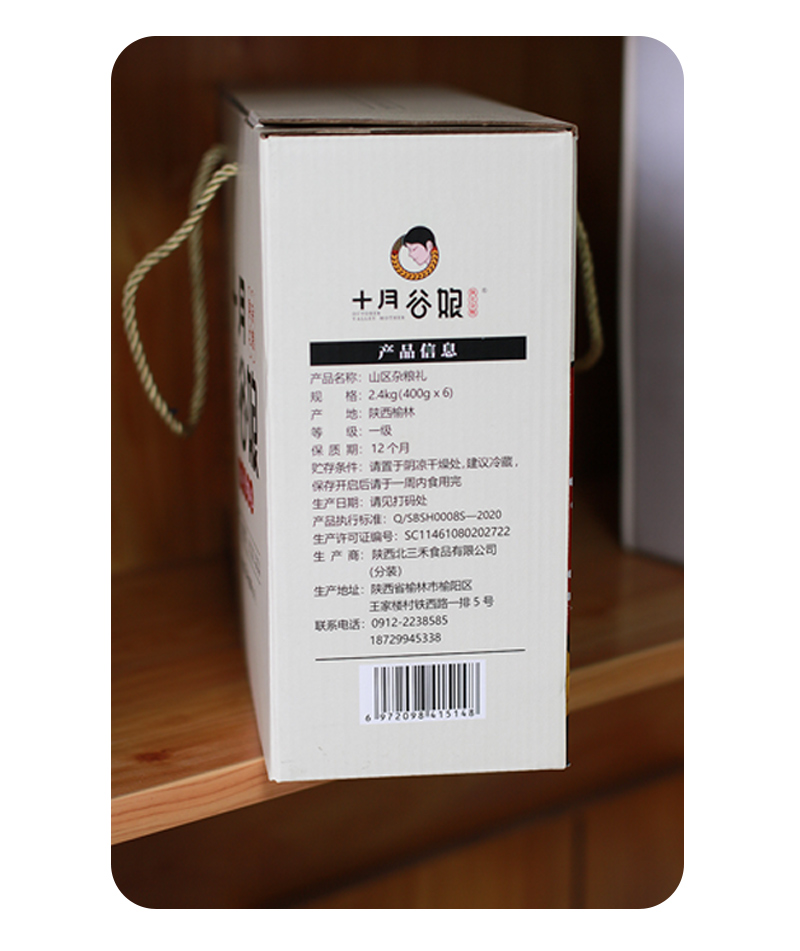 十月谷娘
OCTOBER
VALLEY MOTHER
产品信息
产品名称：山区杂粮礼
规 格：2.4kg(400g x 6)
产 地：陕西榆林
等 级：一级
保 质 期：12个月
贮存条件：请置于阴凉干燥处，建议冷藏，
保存开启后请于一周内食用完
生产日期：请见打码处
产品执行标准：Q/SBSH0008S—2020
生产许可证编号：SC11461080202722
生 产 商：陕西北三禾食品有限公司
(分装)
生产地址：陕西省榆林市榆阳区
王家楼村铁西路一排 5 号
联系电话：0912-2238585
18729945338
6 972098 415148